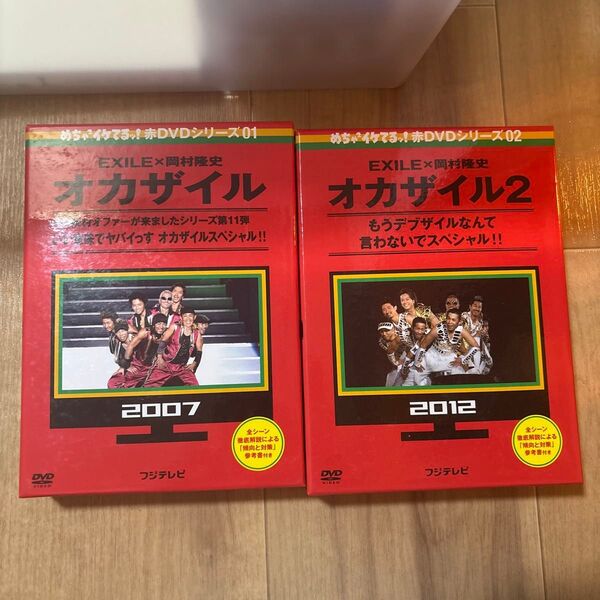 めちゃ²イケてるッ! 赤DVDシリーズ01
EXILE×岡村隆史
オカザイル
オファーが来ましたシリーズ第11弾
でヤバイっす オカザイルスペシャル!!
2007
全シーン
徹底解説による
「傾向と対策」
参考書付き
DVD
VIDEO
フジテレビ
めちゃ²イケてるッ! 赤DVDシリーズ02
EXILE×岡村隆史
オカザイル2
もうデブザイルなんて
言わないでスペシャル!!
2012
全シーン
徹底解説による
「傾向と対策」
参考書付き
DVD
VIDEO
フジテレビ